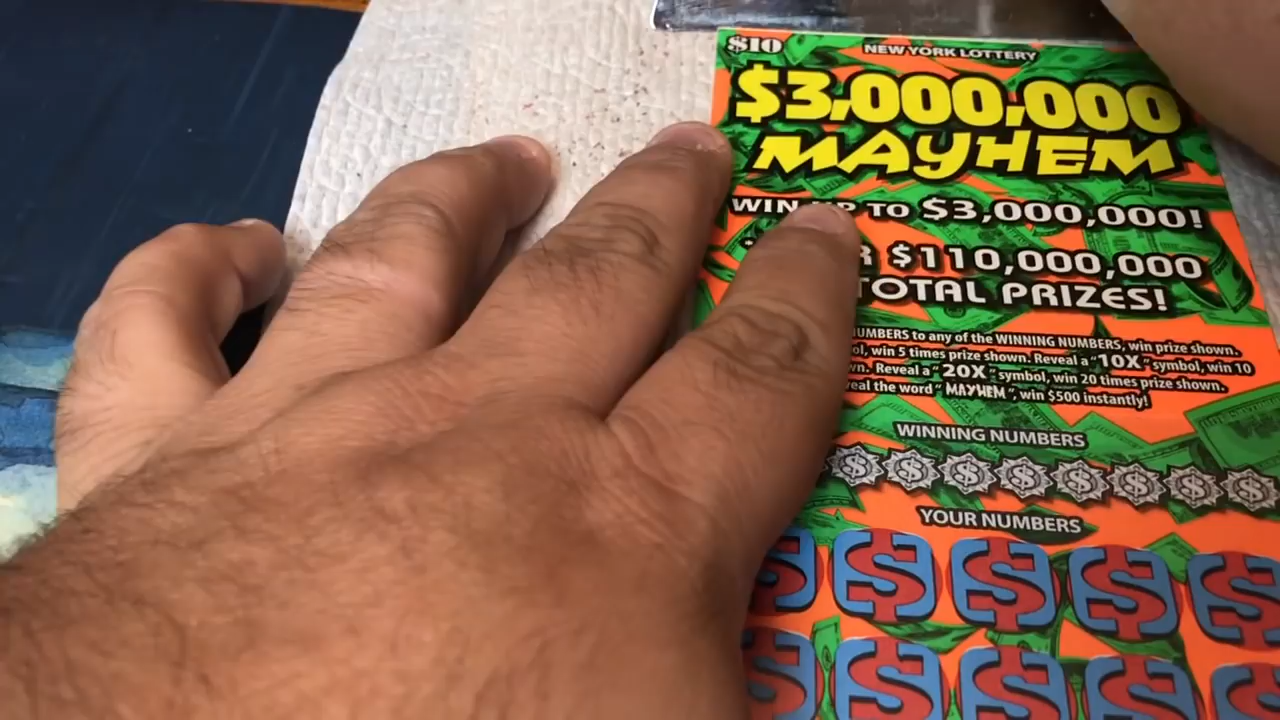 $10
NEW YORK LOTTERY
$3,000,000
MAYHEM
WIN UP TO $3,000,000!
$110,000,000
TOTAL PRIZES!
NUMBERS to any of the WINNING NUMBERS, win prize shown.
win 5 times prize shown. Reveal a "10X" symbol, win 10
Reveal a "20X" symbol, win 20 times prize shown.
the word "MAYHEM", win $500 instantly!
WINNING NUMBERS
$ $ $ $ $ $ $ $
YOUR NUMBERS
$ $ $ $ $
$ $ $ $ $